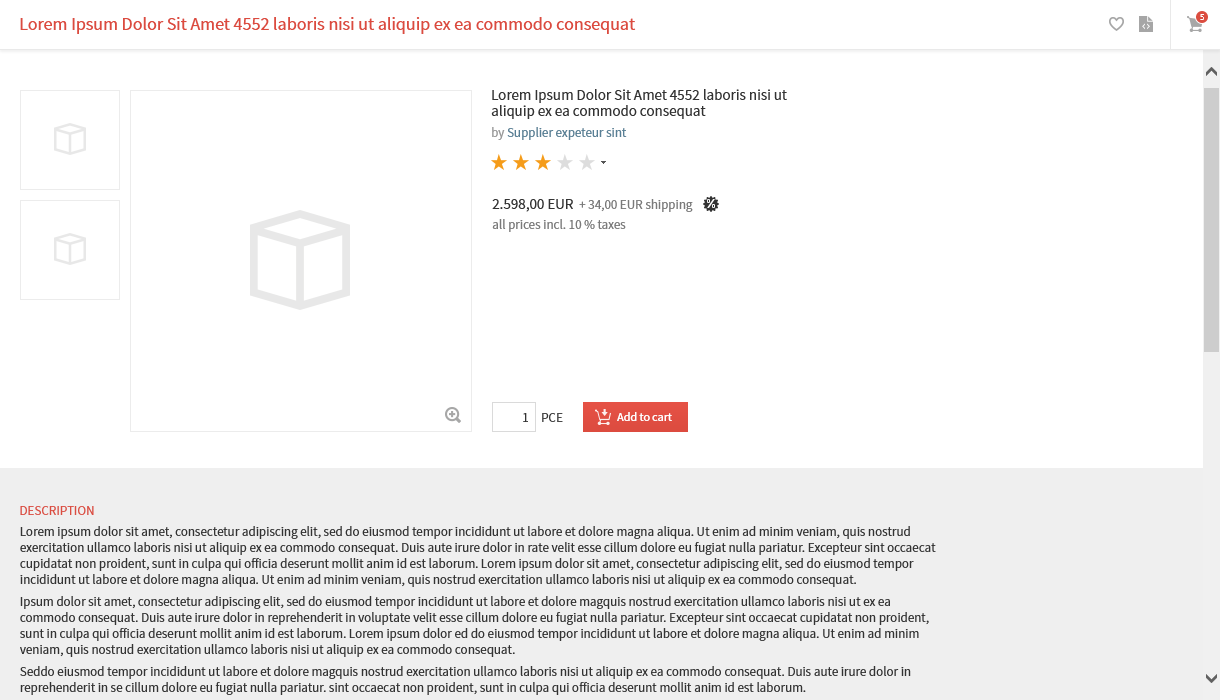 Lorem Ipsum Dolor Sit Amet 4552 laboris nisi ut aliquip ex ea commodo consequat
5
Lorem Ipsum Dolor Sit Amet 4552 laboris nisi ut
aliquip ex ea commodo consequat
by Supplier expeteur sint
2.598,00 EUR + 34,00 EUR shipping %
all prices incl. 10 % taxes
1 PCE Add to cart
DESCRIPTION
Lorem ipsum dolor sit amet, consectetur adipiscing elit, sed do eiusmod tempor incididunt ut labore et dolore magna aliqua. Ut enim ad minim veniam, quis nostrud
exercitation ullamco laboris nisi ut aliquip ex ea commodo consequat. Duis aute irure dolor in rate velit esse cillum dolore eu fugiat nulla pariatur. Excepteur sint occaecat
cupidatat non proident, sunt in culpa qui officia deserunt mollit anim id est laborum. Lorem ipsum dolor sit amet, consectetur adipiscing elit, sed do eiusmod tempor
incididunt ut labore et dolore magna aliqua. Ut enim ad minim veniam, quis nostrud exercitation ullamco laboris nisi ut aliquip ex ea commodo consequat.
Ipsum dolor sit amet, consectetur adipiscing elit, sed do eiusmod tempor incididunt ut labore et dolore magquis nostrud exercitation ullamco laboris nisi ut ex ea
commodo consequat. Duis aute irure dolor in reprehenderit in voluptate velit esse cillum dolore eu fugiat nulla pariatur. Excepteur sint occaecat cupidatat non proident,
sunt in culpa qui officia deserunt mollit anim id est laborum. Lorem ipsum dolor ed do eiusmod tempor incididunt ut labore et dolore magna aliqua. Ut enim ad minim
veniam, quis nostrud exercitation ullamco laboris nisi ut aliquip ex ea commodo consequat.
Seddo eiusmod tempor incididunt ut labore et dolore magquis nostrud exercitation ullamco laboris nisi ut aliquip ex ea commodo consequat. Duis aute irure dolor in
reprehenderit in se cillum dolore eu fugiat nulla pariatur. sint occaecat non proident, sunt in culpa qui officia deserunt mollit anim id est laborum.